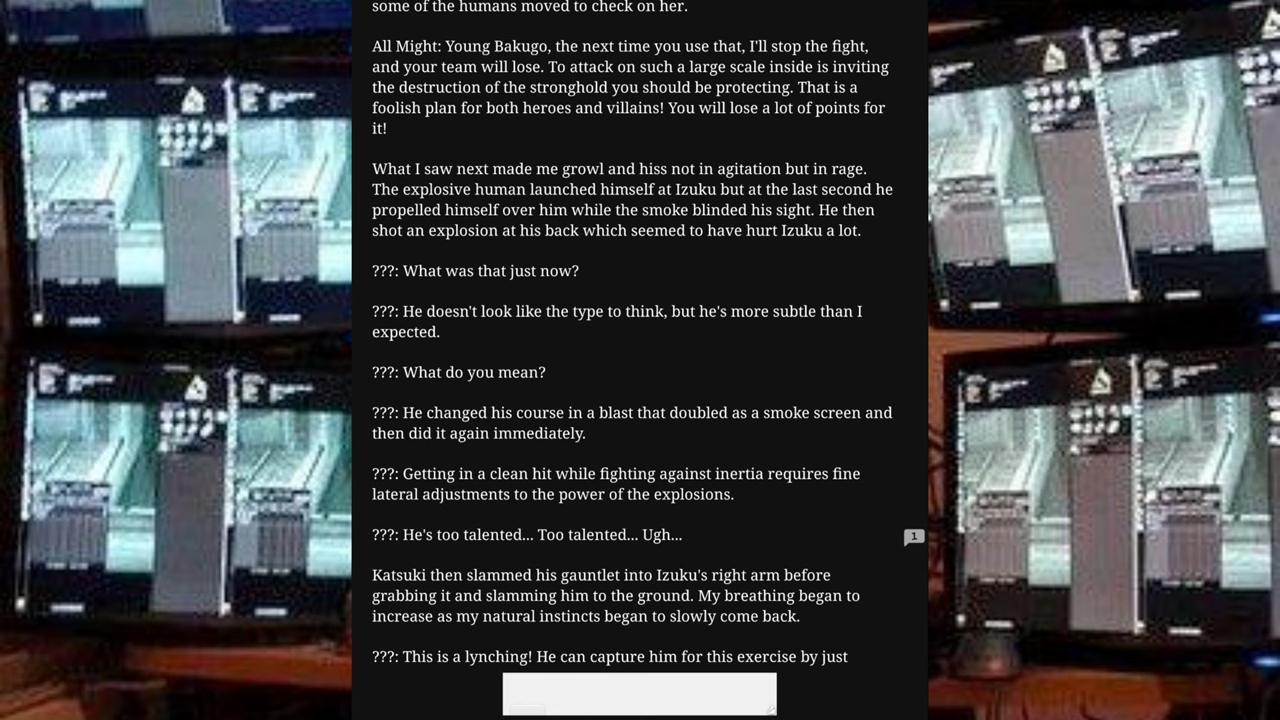 some of the humans moved to check on her.
All Might: Young Bakugo, the next time you use that, I'll stop the fight,
and your team will lose. To attack on such a large scale inside is inviting
the destruction of the stronghold you should be protecting. That is a
foolish plan for both heroes and villains! You will lose a lot of points for
it!
What I saw next made me growl and hiss not in agitation but in rage.
The explosive human launched himself at Izuku but at the last second he
propelled himself over him while the smoke blinded his sight. He then
shot an explosion at his back which seemed to have hurt Izuku a lot.
???: What was that just now?
???: He doesn't look like the type to think, but he's more subtle than I
expected.
???: What do you mean?
???: He changed his course in a blast that doubled as a smoke screen and
then did it again immediately.
???: Getting in a clean hit while fighting against inertia requires fine
lateral adjustments to the power of the explosions.
???: He's too talented... Too talented... Ugh...
1
Katsuki then slammed his gauntlet into Izuku's right arm before
grabbing it and slamming him to the ground. My breathing began to
increase as my natural instincts began to slowly come back.
???: This is a lynching! He can capture him for this exercise by just